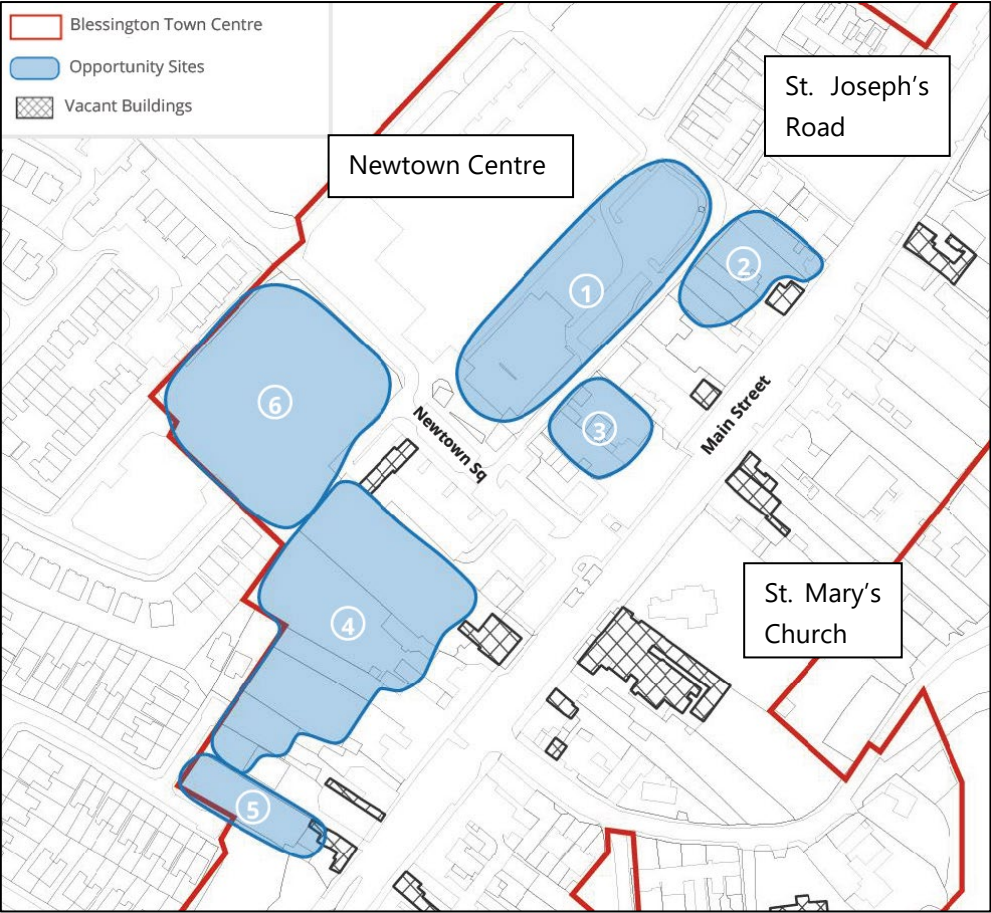 Blessington Town Centre
Opportunity Sites
Vacant Buildings
St. Joseph's
Road
Newtown Centre
1
2
3
6
Newtown Sq
Main Street
4
St. Mary's
Church
5